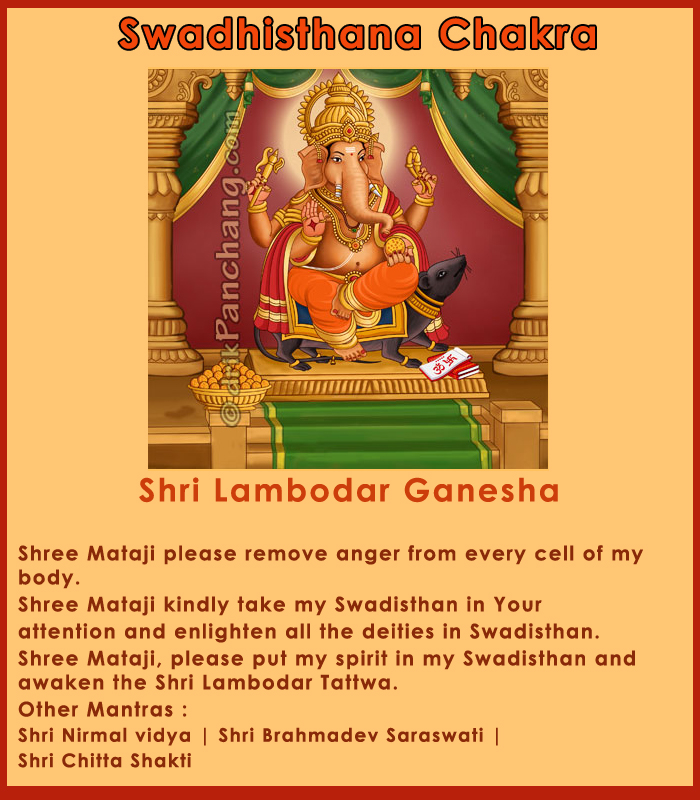 Swadhisthana Chakra
©drikPanchang.com
ॐ 卐
Shri Lambodar Ganesha
Shree Mataji please remove anger from every cell of my
body.
Shree Mataji kindly take my Swadisthan in Your
attention and enlighten all the deities in Swadisthan.
Shree Mataji, please put my spirit in my Swadisthan and
awaken the Shri Lambodar Tattwa.
Other Mantras :
Shri Nirmal vidya | Shri Brahmadev Saraswati |
Shri Chitta Shakti